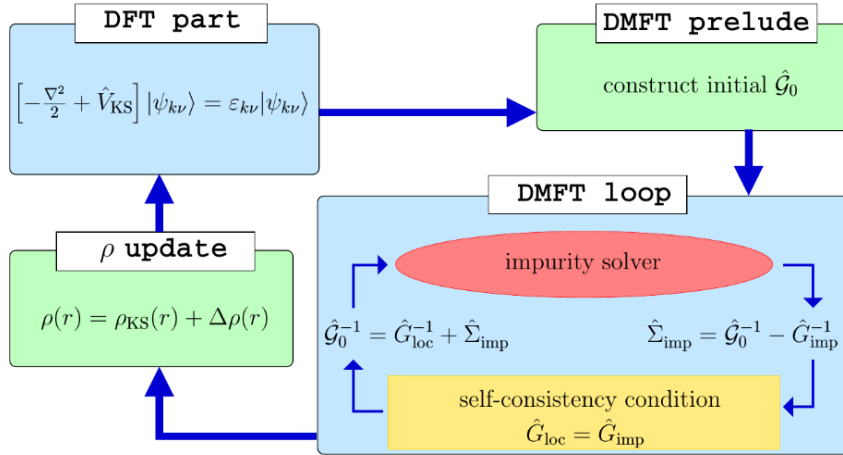 DFT part
[-∇²/2 + V̂_KS] |ψ_kν⟩ = ε_kν|ψ_kν⟩
DMFT prelude
construct initial 𝒢̂₀
DMFT loop
impurity solver
𝒢̂₀⁻¹ = Ĝ_loc⁻¹ + Σ̂_imp
Σ̂_imp = 𝒢̂₀⁻¹ - Ĝ_imp⁻¹
self-consistency condition
Ĝ_loc = Ĝ_imp
ρ update
ρ(r) = ρ_KS(r) + Δρ(r)